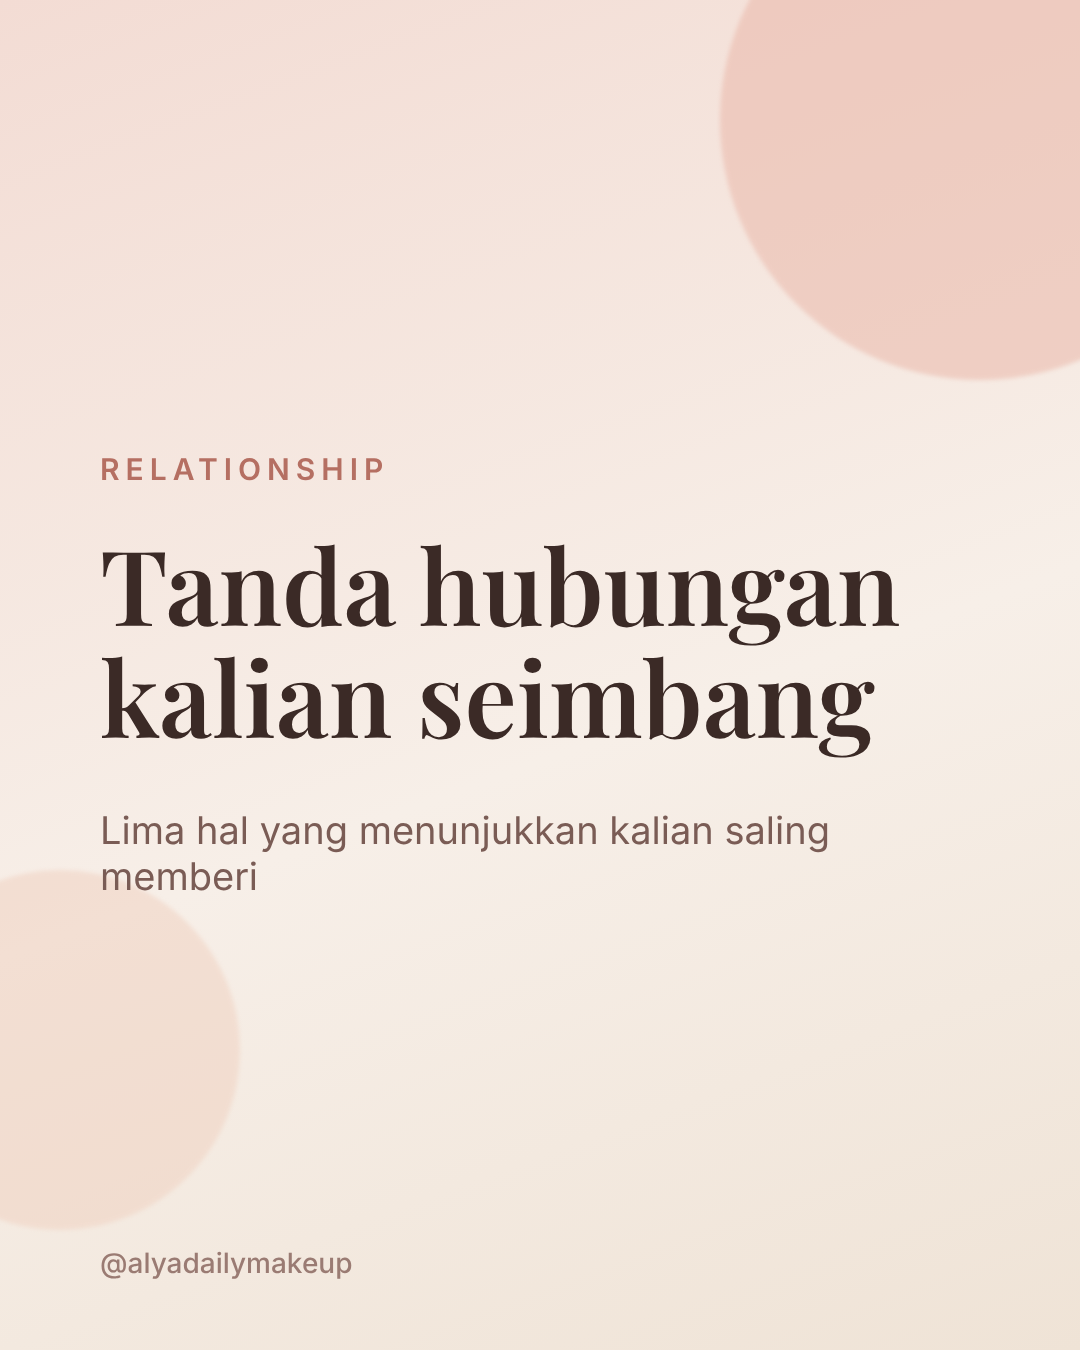 RELATIONSHIP
Tanda hubungan
kalian seimbang
Lima hal yang menunjukkan kalian saling
memberi
@alyadailymakeup